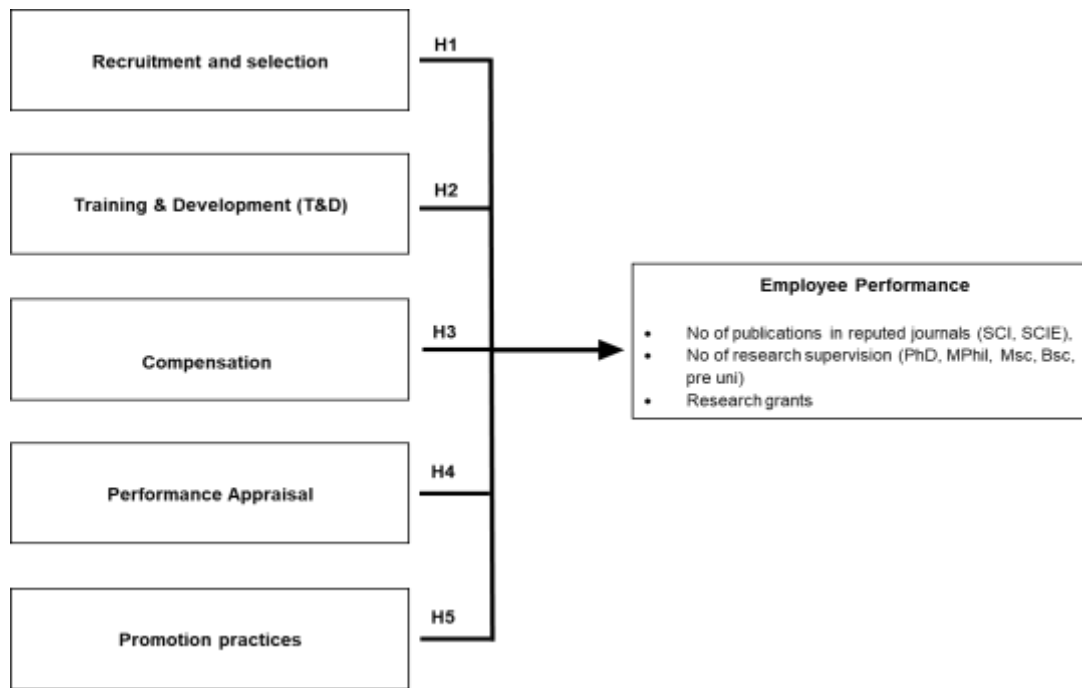 H1
Recruitment and selection
H2
Training & Development (T&D)
H3
Compensation
H4
Performance Appraisal
H5
Promotion practices
Employee Performance
• No of publications in reputed journals (SCI, SCIE),
• No of research supervision (PhD, MPhil, Msc, Bsc,
pre uni)
• Research grants